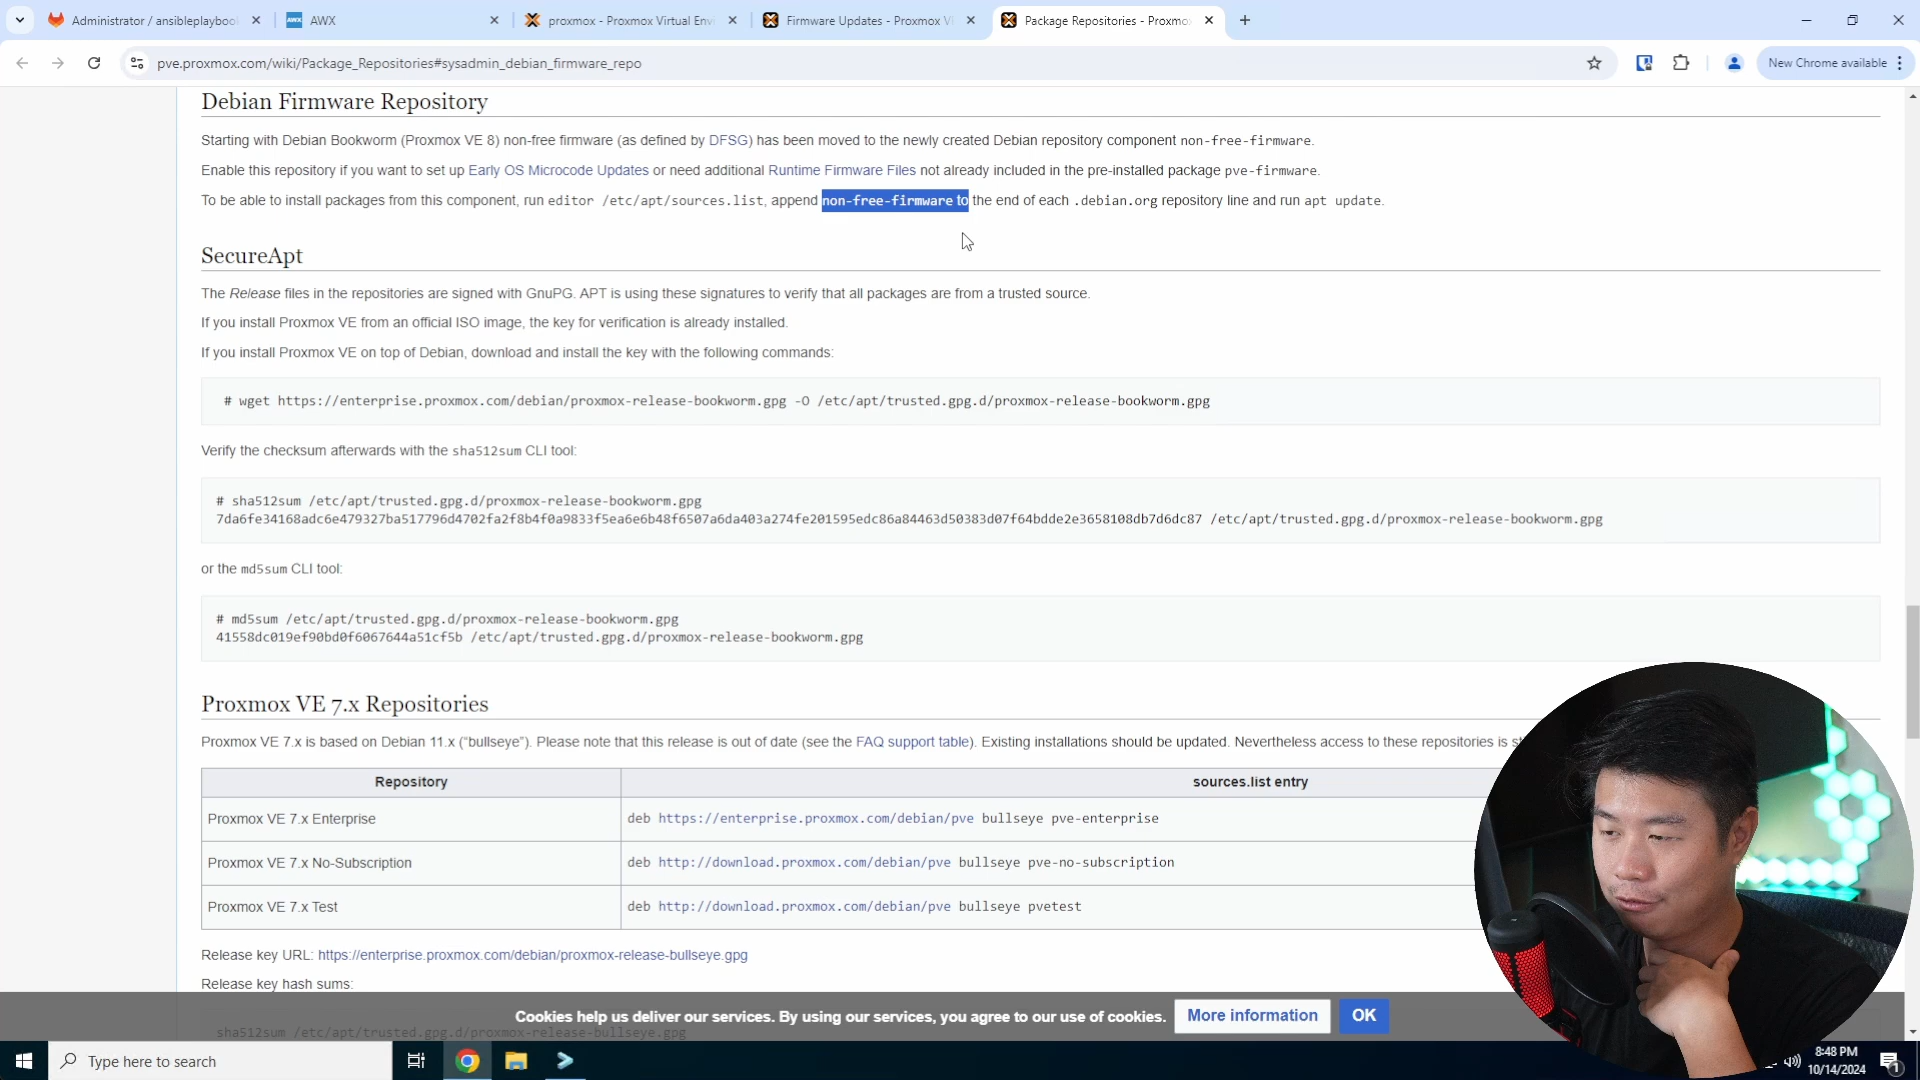 Administrator / ansibleplaybook
AWX
AWX
proxmox - Proxmox Virtual Env
Firmware Updates - Proxmox V
Package Repositories - Proxmox
pve.proxmox.com/wiki/Package_Repositories#sysadmin_debian_firmware_repo
New Chrome available
Debian Firmware Repository
Starting with Debian Bookworm (Proxmox VE 8) non-free firmware (as defined by DFSG) has been moved to the newly created Debian repository component non-free-firmware.
Enable this repository if you want to set up Early OS Microcode Updates or need additional Runtime Firmware Files not already included in the pre-installed package pve-firmware.
To be able to install packages from this component, run editor /etc/apt/sources.list, append non-free-firmware to the end of each .debian.org repository line and run apt update.
SecureApt
The Release files in the repositories are signed with GnuPG. APT is using these signatures to verify that all packages are from a trusted source.
If you install Proxmox VE from an official ISO image, the key for verification is already installed.
If you install Proxmox VE on top of Debian, download and install the key with the following commands:
# wget https://enterprise.proxmox.com/debian/proxmox-release-bookworm.gpg -O /etc/apt/trusted.gpg.d/proxmox-release-bookworm.gpg
Verify the checksum afterwards with the sha512sum CLI tool:
# sha512sum /etc/apt/trusted.gpg.d/proxmox-release-bookworm.gpg
7da6fe34168adc6e479327ba517796d4702fa2f8b4f0a9833f5ea6e6b48f6507a6da403a274fe201595edc86a84463d50383d07f64bdde2e3658108db7d6dc87 /etc/apt/trusted.gpg.d/proxmox-release-bookworm.gpg
or the md5sum CLI tool:
# md5sum /etc/apt/trusted.gpg.d/proxmox-release-bookworm.gpg
41558dc019ef90bd0f6067644a51cf5b /etc/apt/trusted.gpg.d/proxmox-release-bookworm.gpg
Proxmox VE 7.x Repositories
Proxmox VE 7.x is based on Debian 11.x (“bullseye”). Please note that this release is out of date (see the FAQ support table). Existing installations should be updated. Nevertheless access to these repositories is s
Repository
sources.list entry
Proxmox VE 7.x Enterprise
deb https://enterprise.proxmox.com/debian/pve bullseye pve-enterprise
Proxmox VE 7.x No-Subscription
deb http://download.proxmox.com/debian/pve bullseye pve-no-subscription
Proxmox VE 7.x Test
deb http://download.proxmox.com/debian/pve bullseye pvetest
Release key URL: https://enterprise.proxmox.com/debian/proxmox-release-bullseye.gpg
Release key hash sums:
Cookies help us deliver our services. By using our services, you agree to our use of cookies.
More information
OK
sha512sum /etc/apt/trusted.gpg.d/proxmox-release-bullseye.gpg
Type here to search
8:48 PM
10/14/2024
1